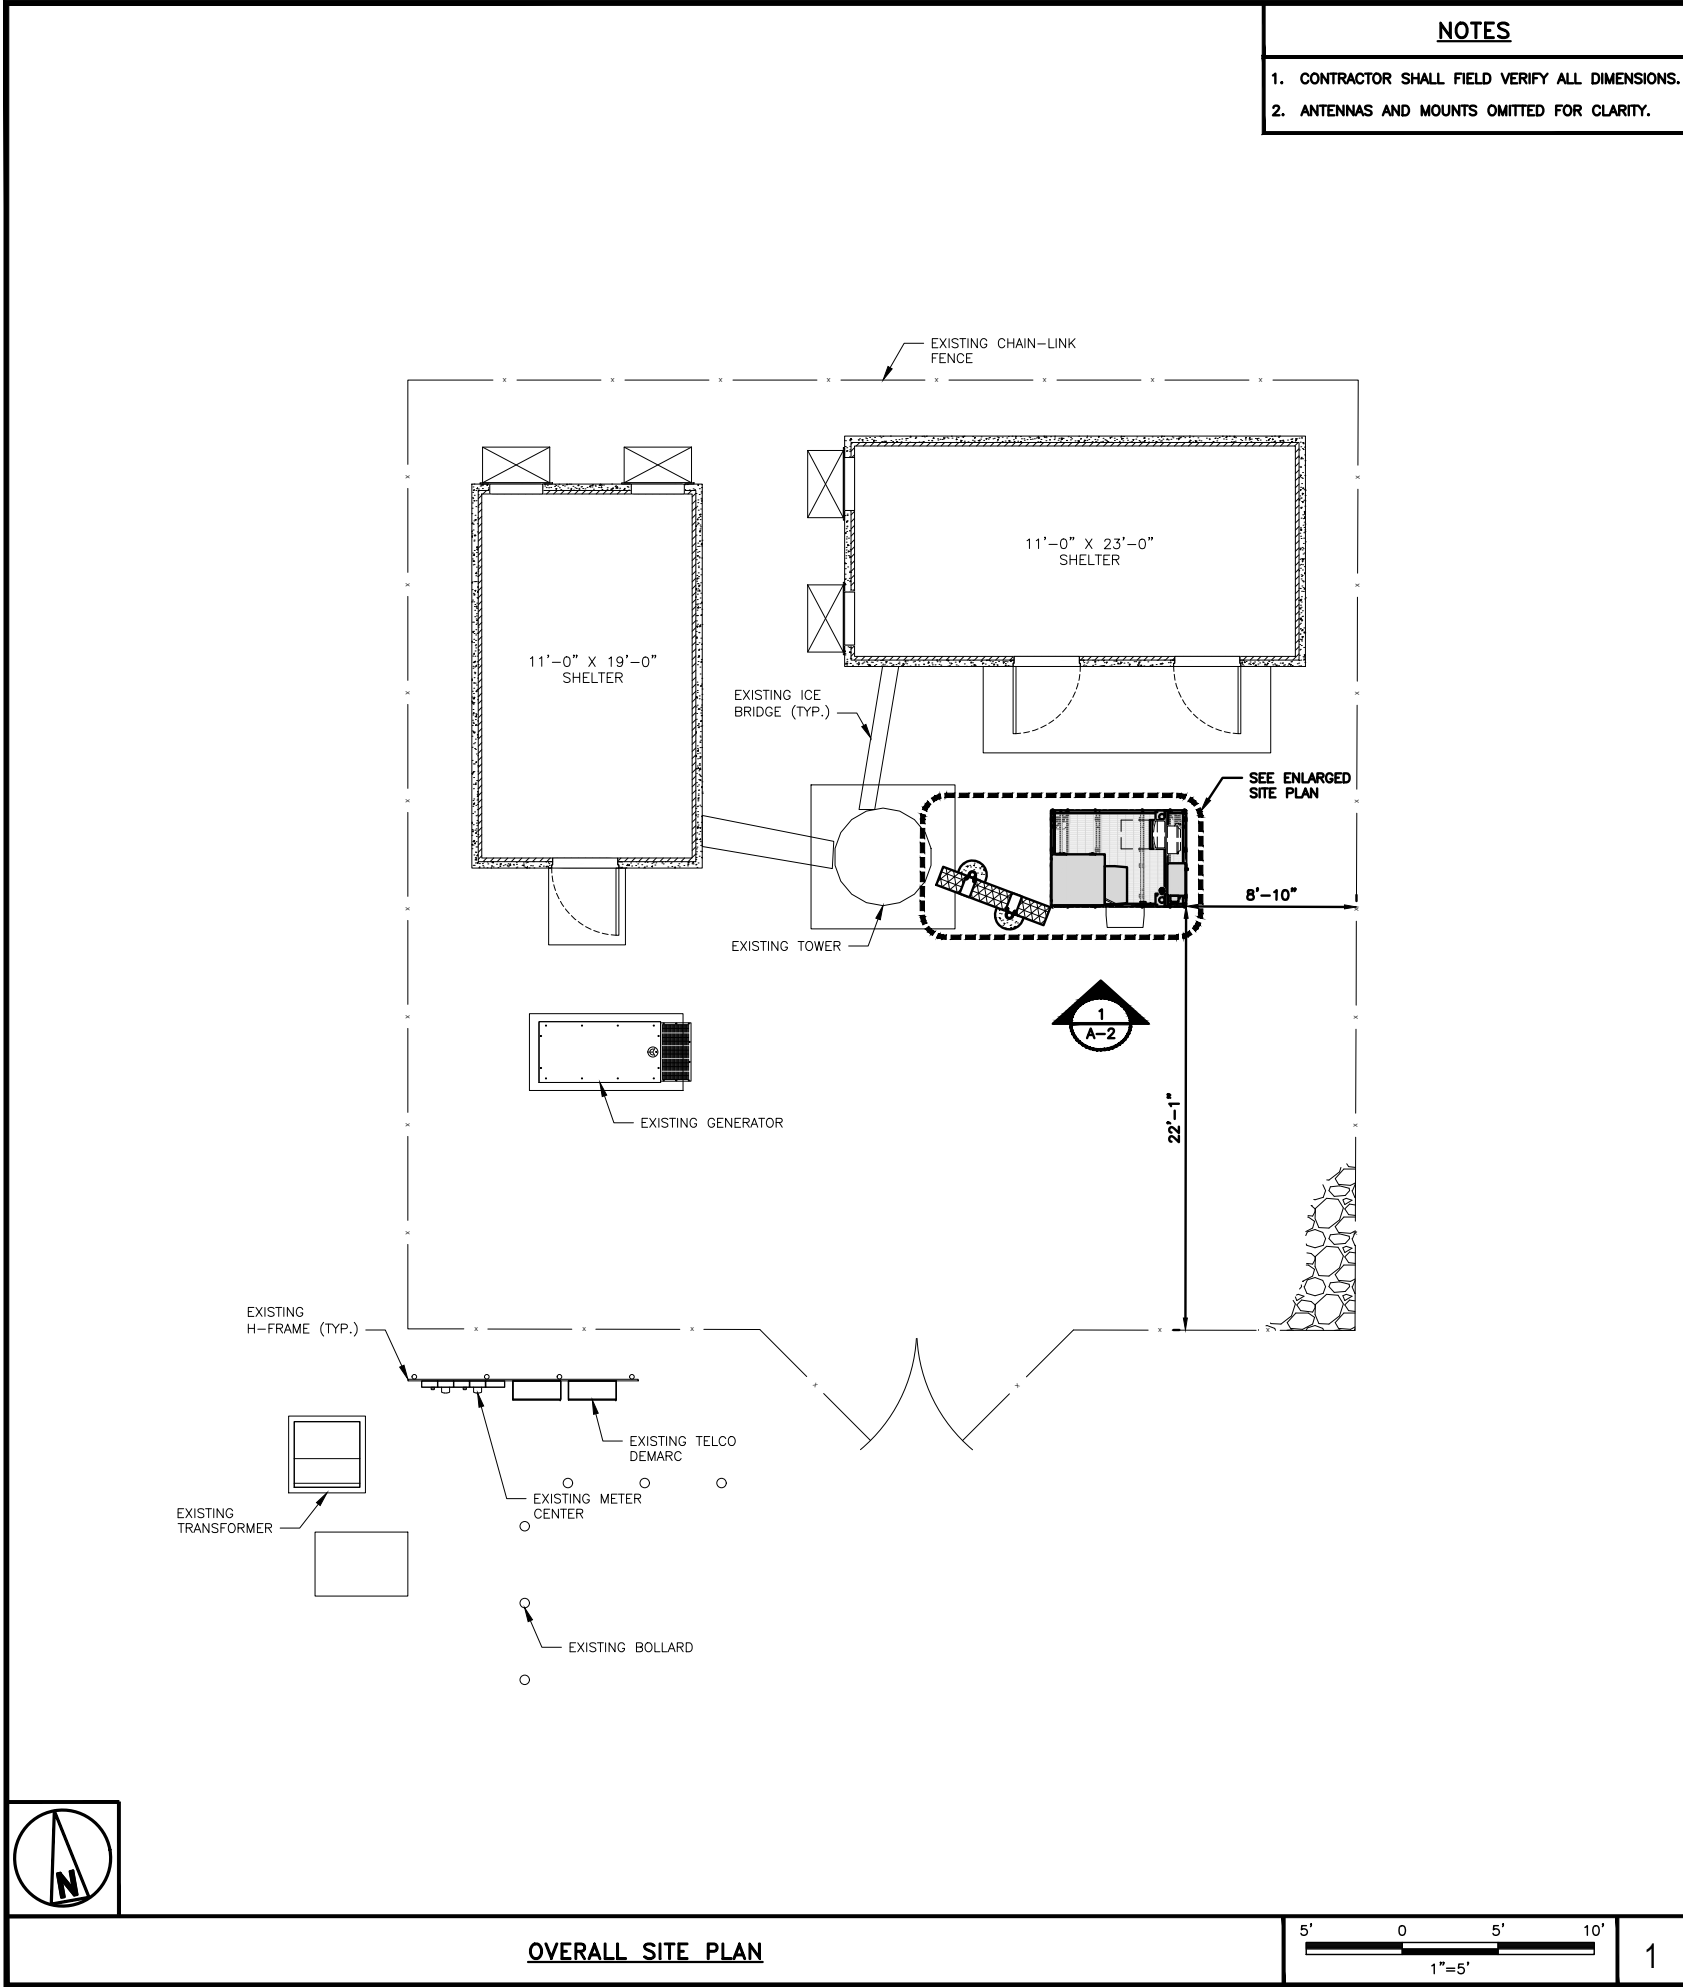 NOTES
1. CONTRACTOR SHALL FIELD VERIFY ALL DIMENSIONS.
2. ANTENNAS AND MOUNTS OMITTED FOR CLARITY.
EXISTING CHAIN-LINK
FENCE
11'-0" X 23'-0"
SHELTER
11'-0" X 19'-0"
SHELTER
EXISTING ICE
BRIDGE (TYP.)
SEE ENLARGED
SITE PLAN
8'-10"
EXISTING TOWER
1
A-2
22'-1"
EXISTING GENERATOR
EXISTING
H-FRAME (TYP.)
EXISTING TELCO
DEMARC
EXISTING METER
CENTER
EXISTING
TRANSFORMER
EXISTING BOLLARD
N
OVERALL SITE PLAN
5' 0 5' 10'
1"=5'
1